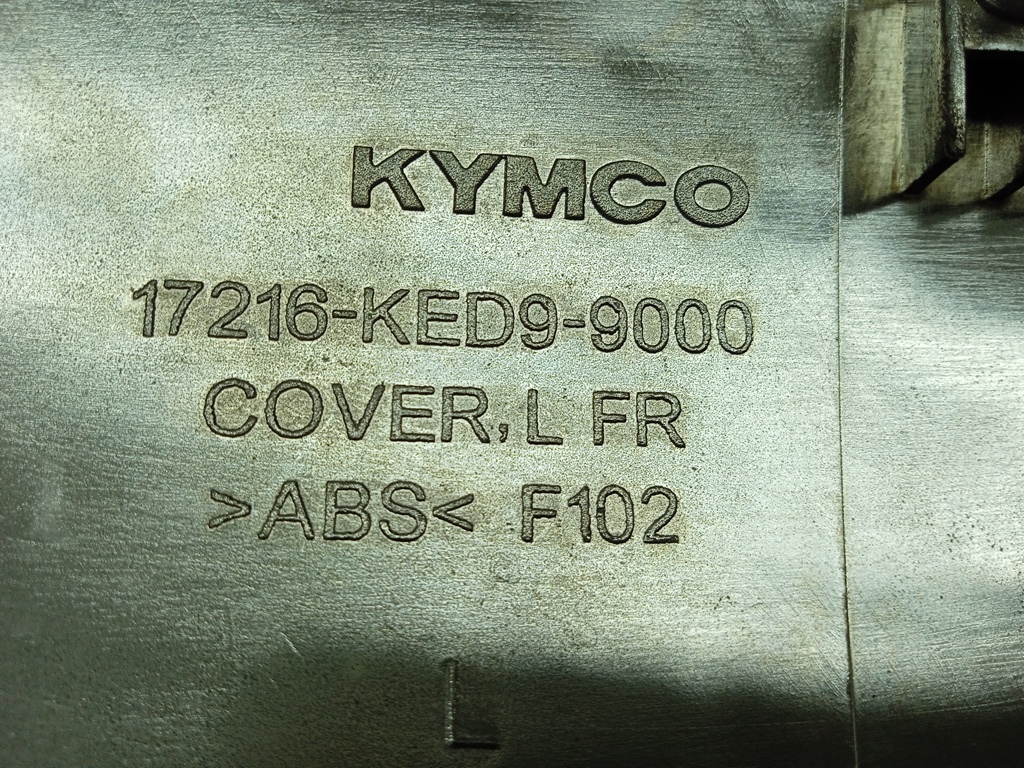 KYMCO
17216-KED9-9000
COVER, L FR
>ABS< F102
L